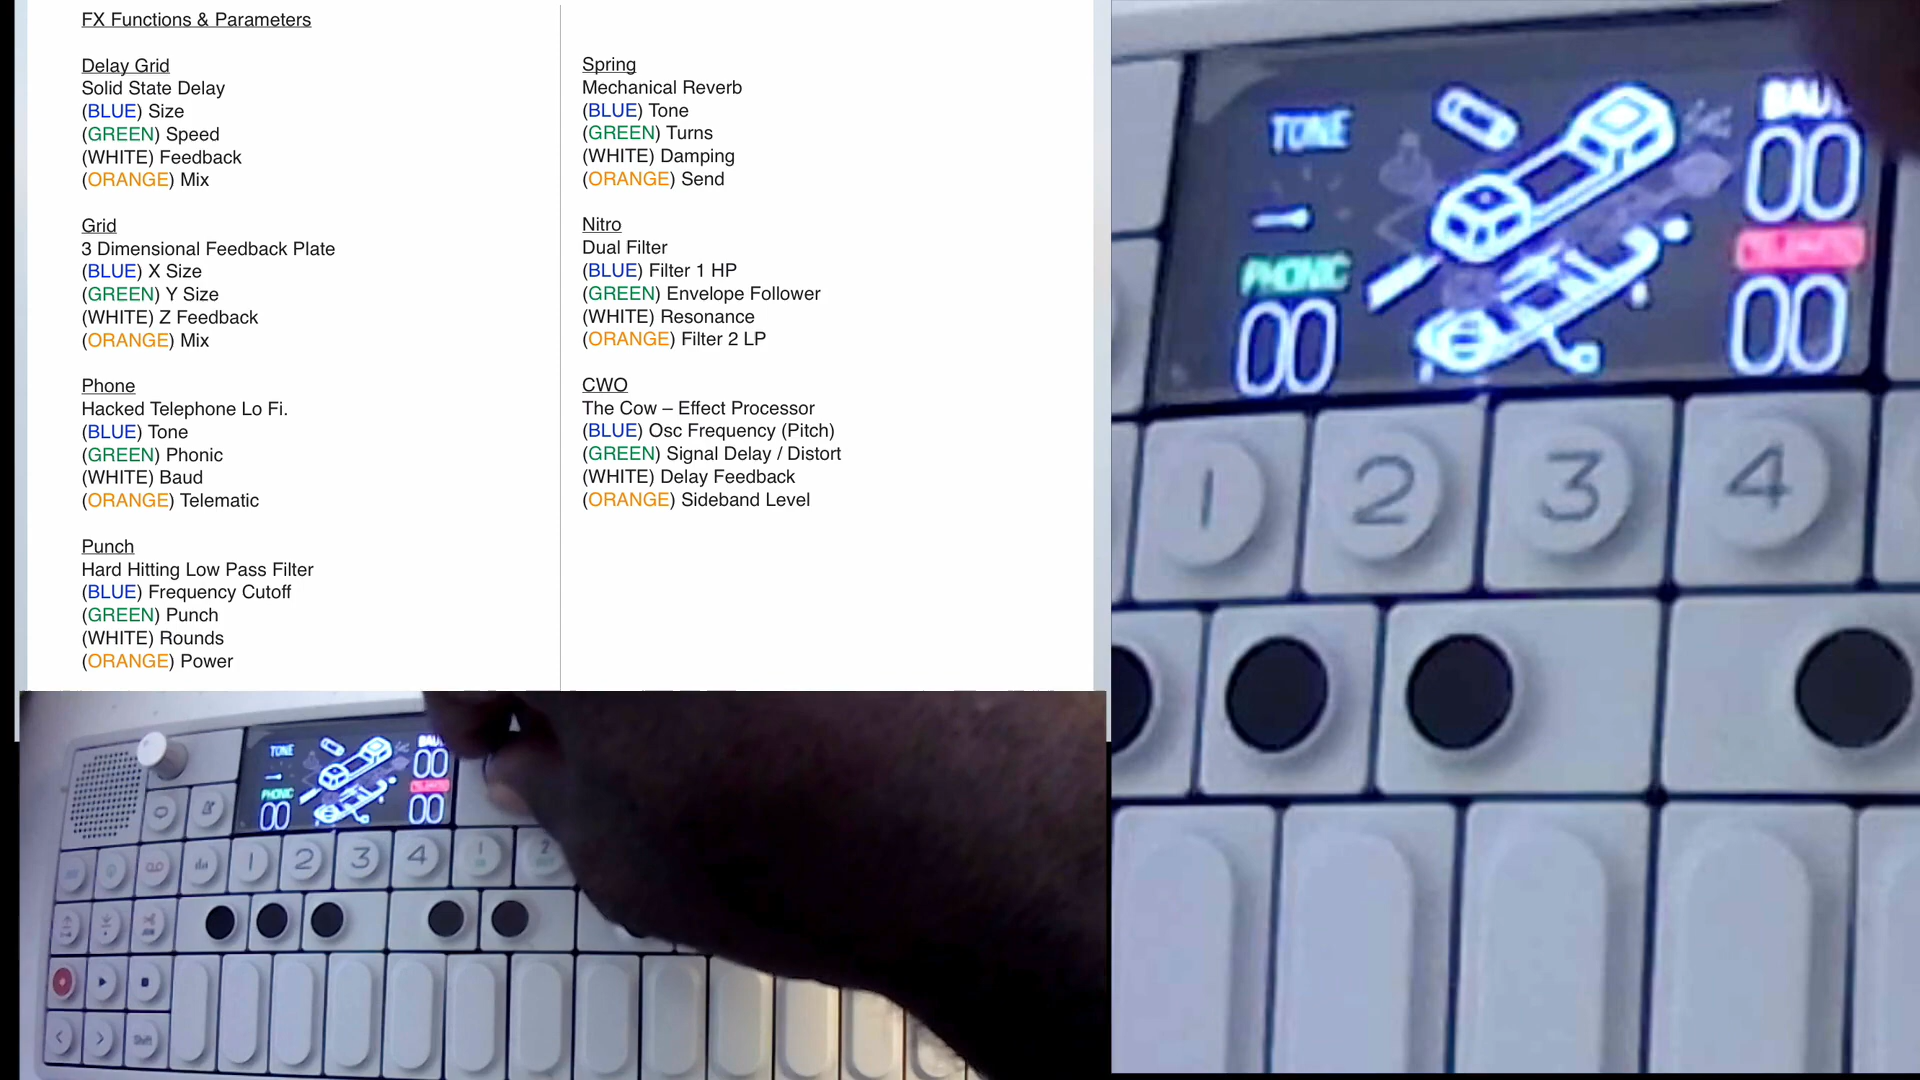 FX Functions & Parameters
Delay Grid
Solid State Delay
(BLUE) Size
(GREEN) Speed
(WHITE) Feedback
(ORANGE) Mix
Grid
3 Dimensional Feedback Plate
(BLUE) X Size
(GREEN) Y Size
(WHITE) Z Feedback
(ORANGE) Mix
Phone
Hacked Telephone Lo Fi.
(BLUE) Tone
(GREEN) Phonic
(WHITE) Baud
(ORANGE) Telematic
Punch
Hard Hitting Low Pass Filter
(BLUE) Frequency Cutoff
(GREEN) Punch
(WHITE) Rounds
(ORANGE) Power
Spring
Mechanical Reverb
(BLUE) Tone
(GREEN) Turns
(WHITE) Damping
(ORANGE) Send
Nitro
Dual Filter
(BLUE) Filter 1 HP
(GREEN) Envelope Follower
(WHITE) Resonance
(ORANGE) Filter 2 LP
CWO
The Cow – Effect Processor
(BLUE) Osc Frequency (Pitch)
(GREEN) Signal Delay / Distort
(WHITE) Delay Feedback
(ORANGE) Sideband Level
TONE
00
PHONIC
00
00
1 2 3 4
TONE
00
PHONIC
00
00
1 2 3 4 1 2
Shift